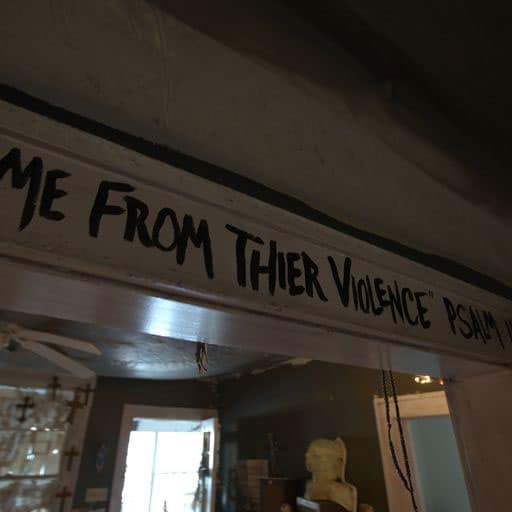 ME FROM THIER VIOLENCE" PSALM